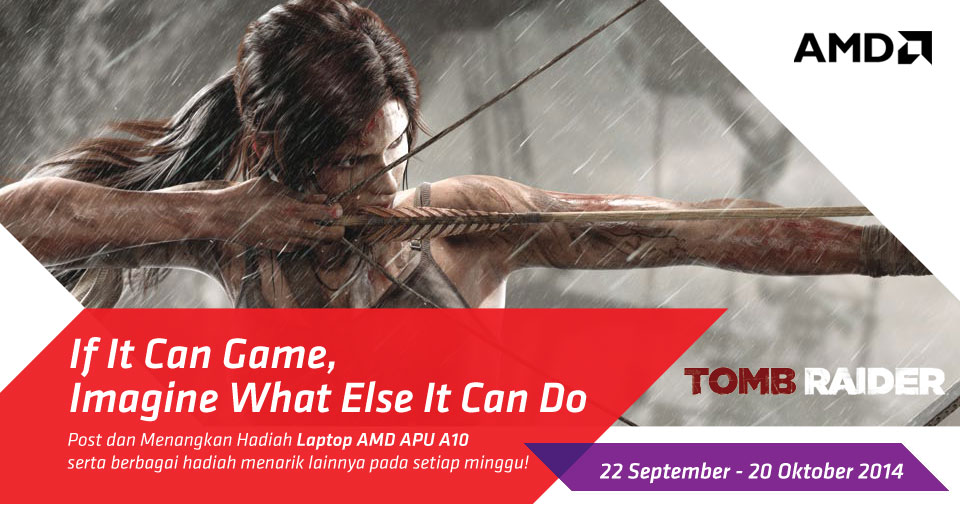 AMD
If It Can Game,
Imagine What Else It Can Do
Post dan Menangkan Hadiah Laptop AMD APU A10
serta berbagai hadiah menarik lainnya pada setiap minggu!
TOMB RAIDER
22 September - 20 Oktober 2014